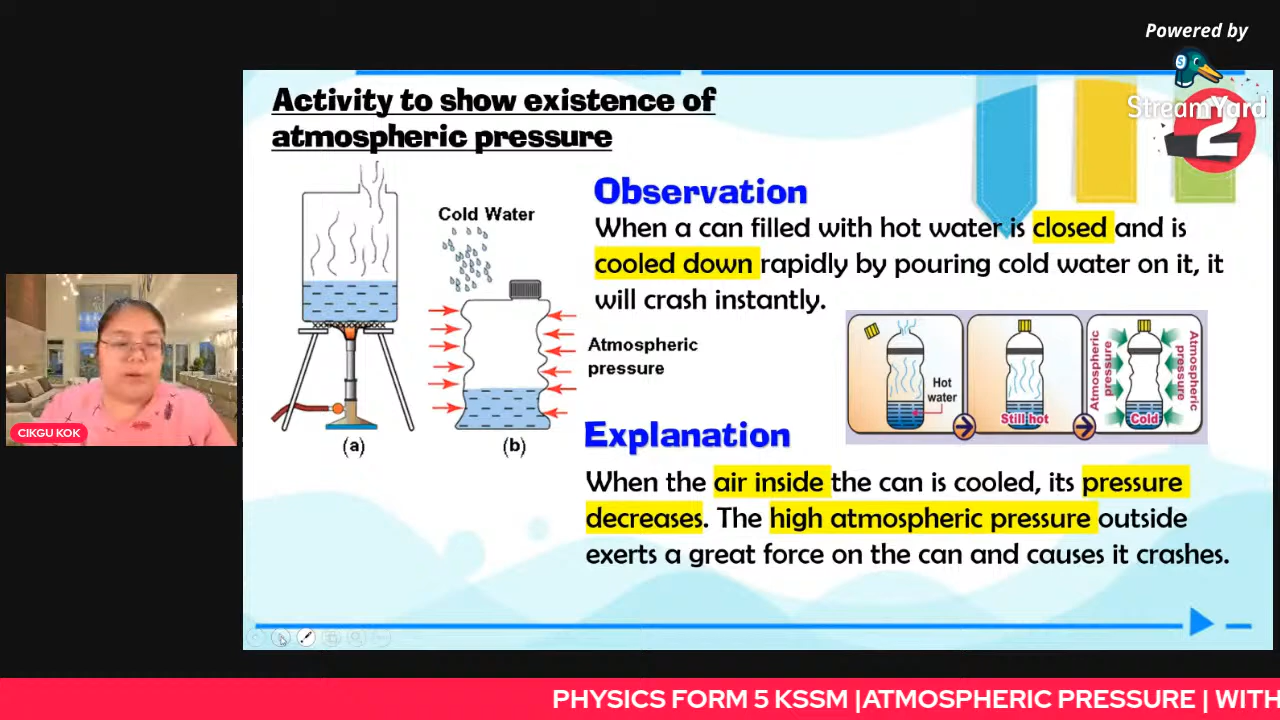 Powered by
StreamYard
2
Activity to show existence of
atmospheric pressure
Cold Water
Atmospheric
pressure
(a)
(b)
Observation
When a can filled with hot water is closed and is
cooled down rapidly by pouring cold water on it, it
will crash instantly.
Hot
water
Still hot
Atmospheric
pressure
Cold
Atmospheric
pressure
Explanation
When the air inside the can is cooled, its pressure
decreases. The high atmospheric pressure outside
exerts a great force on the can and causes it crashes.
CIKGU KOK
PHYSICS FORM 5 KSSM |ATMOSPHERIC PRESSURE | WITH